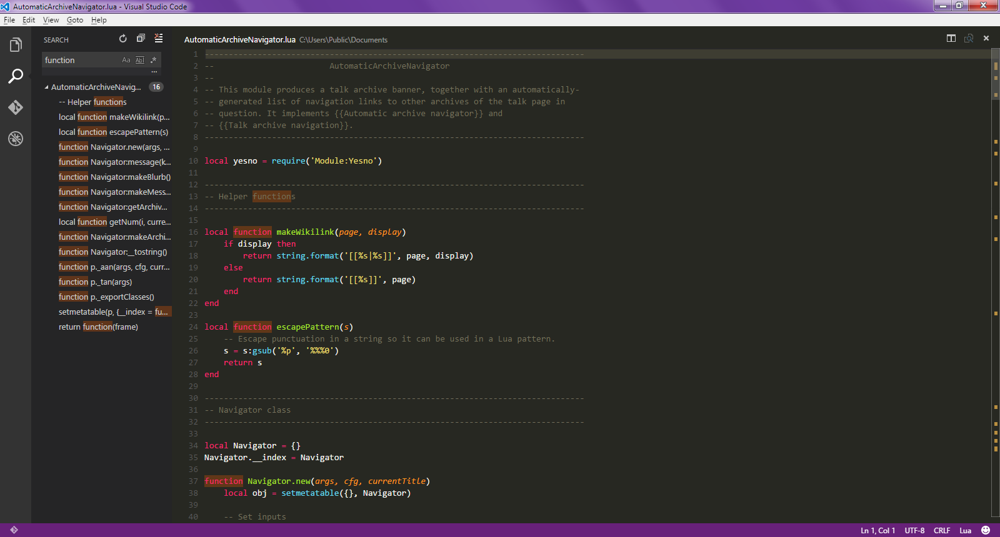 AutomaticArchiveNavigator.lua - Visual Studio Code
File Edit View Goto Help
SEARCH
function Aa Ab| .*
...
AutomaticArchiveNavig... 16
-- Helper functions
local function makeWikilink(p...
local function escapePattern(s)
function Navigator.new(args, ...
function Navigator:message(k...
function Navigator:makeBlurb()
function Navigator:makeMess...
function Navigator:getArchiv...
local function getNum(i, curre...
function Navigator:makeArchi...
function Navigator:__tostring()
function p._aan(args, cfg, curr...
function p._tan(args)
function p._exportClasses()
setmetatable(p, {__index = fu...
return function(frame)
AutomaticArchiveNavigator.lua C:\Users\Public\Documents
1 -------------------------------------------------------------------------------
2 -- AutomaticArchiveNavigator
3 --
4 -- This module produces a talk archive banner, together with an automatically-
5 -- generated list of navigation links to other archives of the talk page in
6 -- question. It implements {{Automatic archive navigator}} and
7 -- {{Talk archive navigation}}.
8 -------------------------------------------------------------------------------
9
10 local yesno = require('Module:Yesno')
11
12 -------------------------------------------------------------------------------
13 -- Helper functions
14 -------------------------------------------------------------------------------
15
16 local function makeWikilink(page, display)
17 if display then
18 return string.format('[[%s|%s]]', page, display)
19 else
20 return string.format('[[%s]]', page)
21 end
22 end
23
24 local function escapePattern(s)
25 -- Escape punctuation in a string so it can be used in a Lua pattern.
26 s = s:gsub('%p', '%%%0')
27 return s
28 end
29
30 -------------------------------------------------------------------------------
31 -- Navigator class
32 -------------------------------------------------------------------------------
33
34 local Navigator = {}
35 Navigator.__index = Navigator
36
37 function Navigator.new(args, cfg, currentTitle)
38 local obj = setmetatable({}, Navigator)
39
40 -- Set inputs
Ln 1, Col 1 UTF-8 CRLF Lua